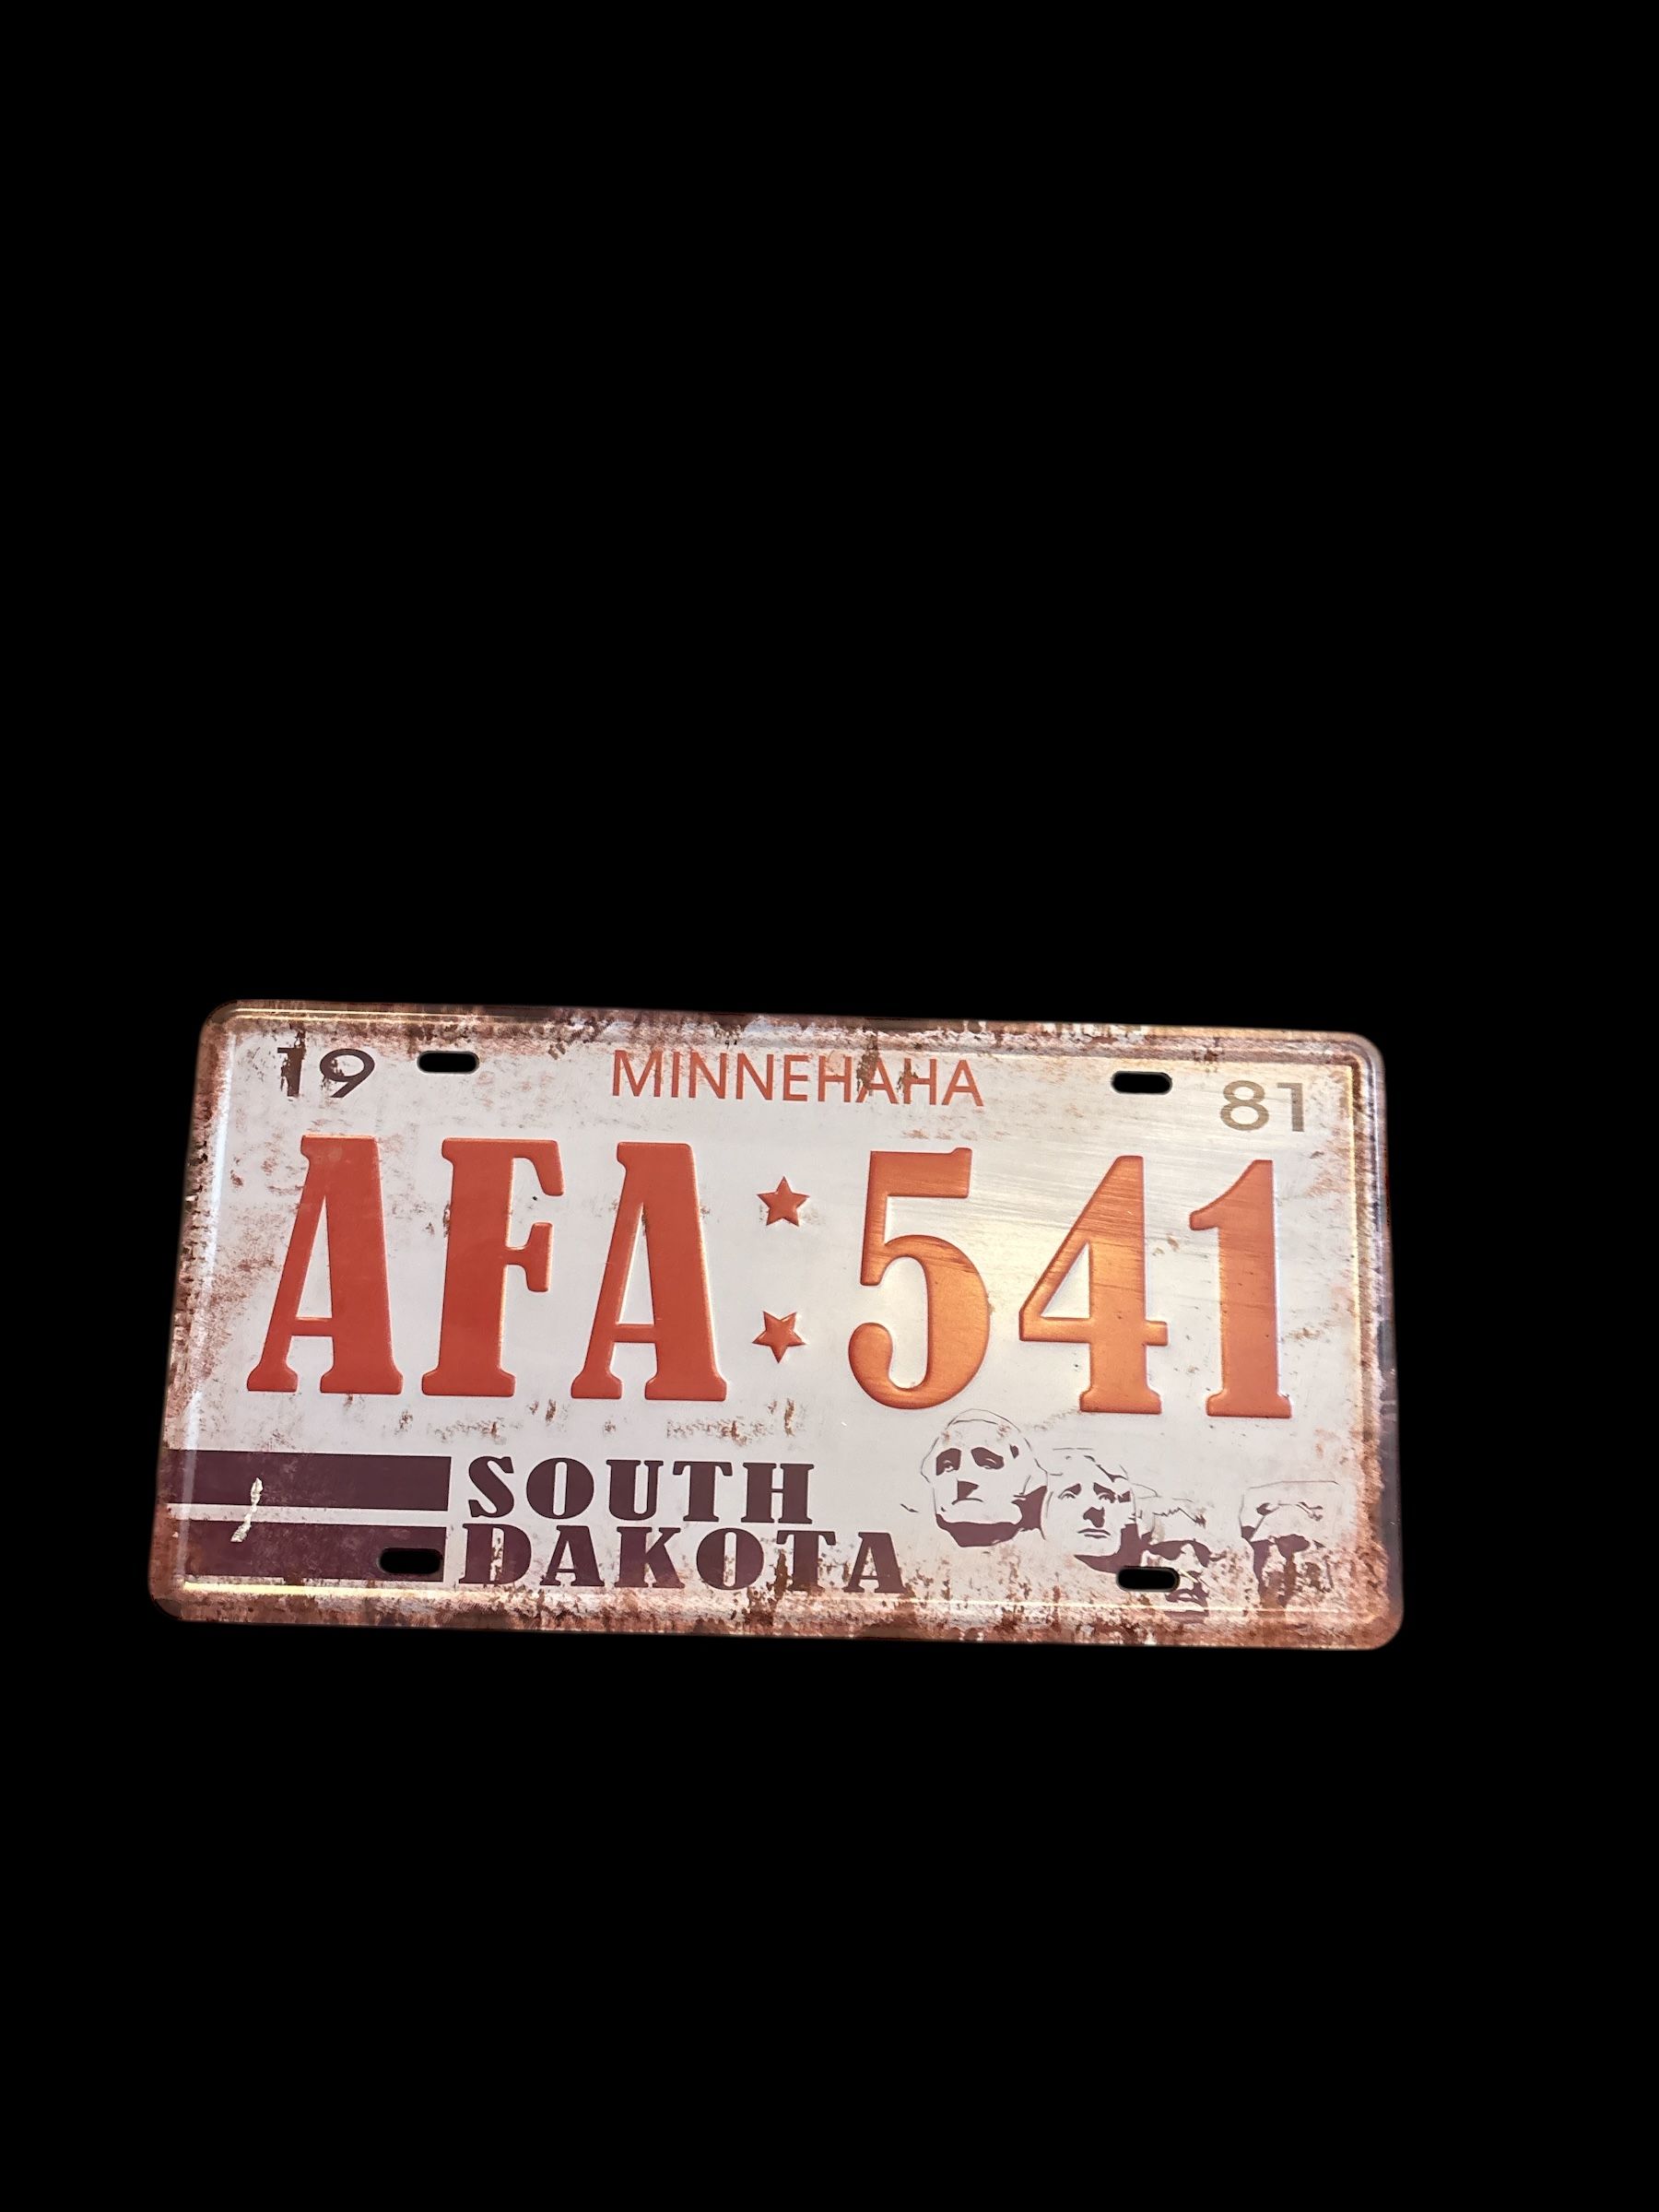 19 MINNEHAHA 81
AFA 541
SOUTH
DAKOTA